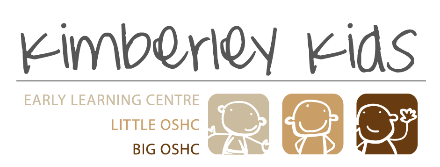 Kimberley Kids
EARLY LEARNING CENTRE
LITTLE OSHC
BIG OSHC